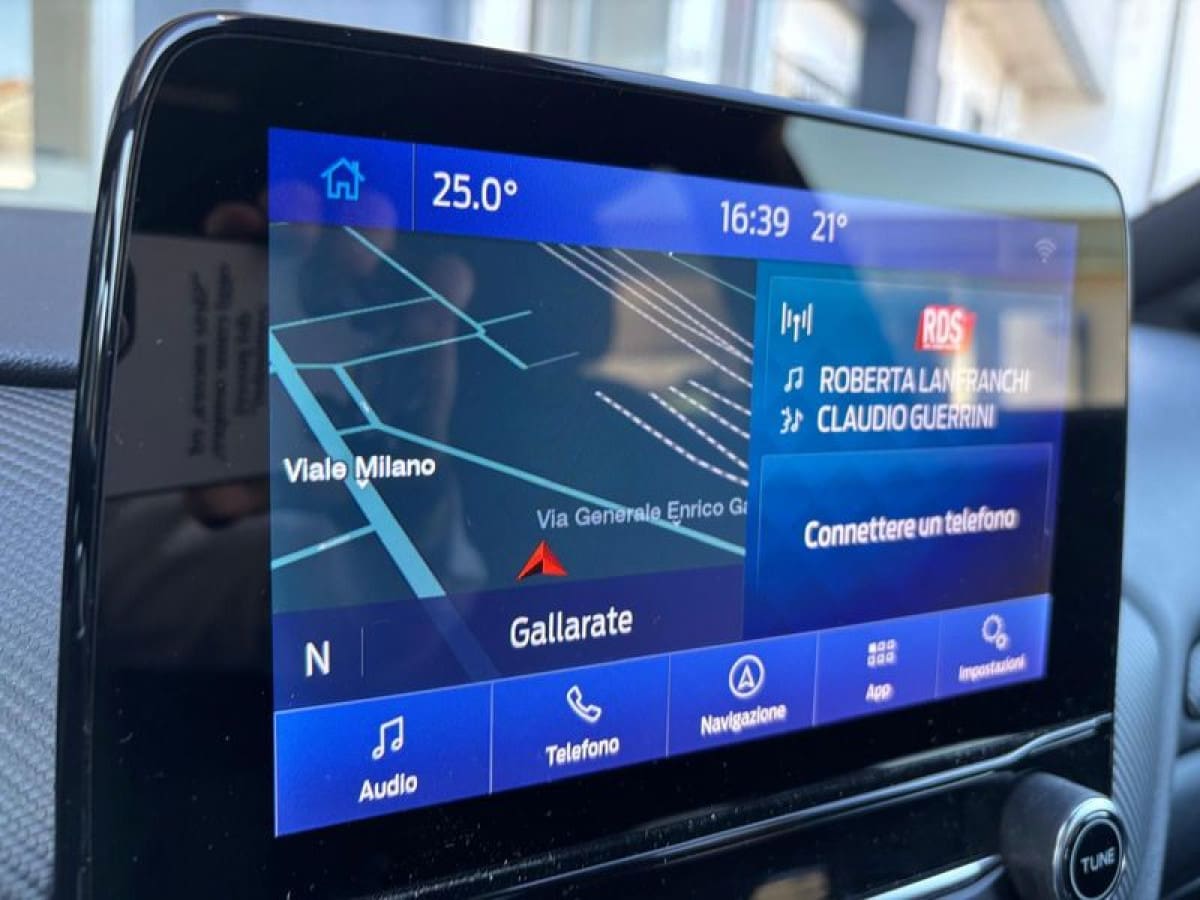 25.0°
16:39 21°
RDS
ROBERTA LANFRANCHI
CLAUDIO GUERRINI
Viale Milano
Via Generale Enrico Ga
Connettere un telefono
Gallarate
N
Audio
Telefono
Navigazione
App
Impostazioni
TUNE